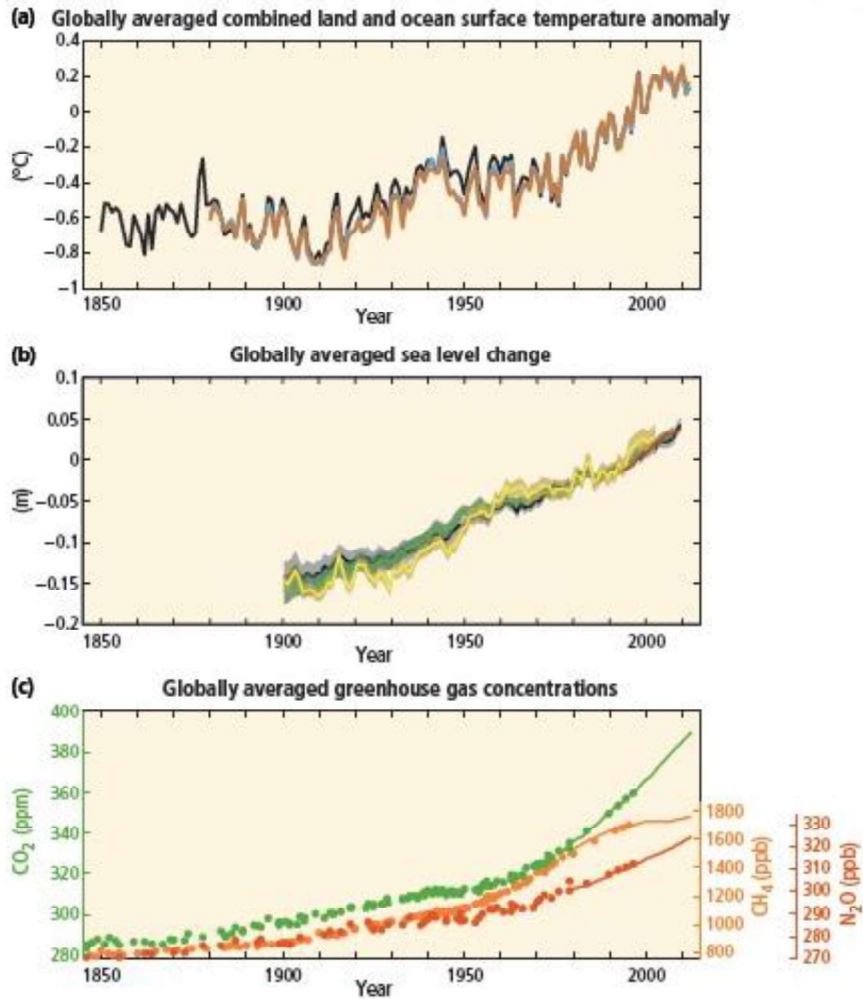 (a) Globally averaged combined land and ocean surface temperature anomaly
0.4
0.2
0
−0.2
−0.4
−0.6
−0.8
−1
(°C)
1850 1900 1950 2000
Year
(b) Globally averaged sea level change
0.1
0.05
0
−0.05
−0.1
−0.15
−0.2
(m)
1850 1900 1950 2000
Year
(c) Globally averaged greenhouse gas concentrations
400
380
360
340
320
300
280
CO₂ (ppm)
1800
1600
1400
1200
1000
800
CH₄ (ppb)
330
320
310
300
290
280
270
N₂O (ppb)
1850 1900 1950 2000
Year